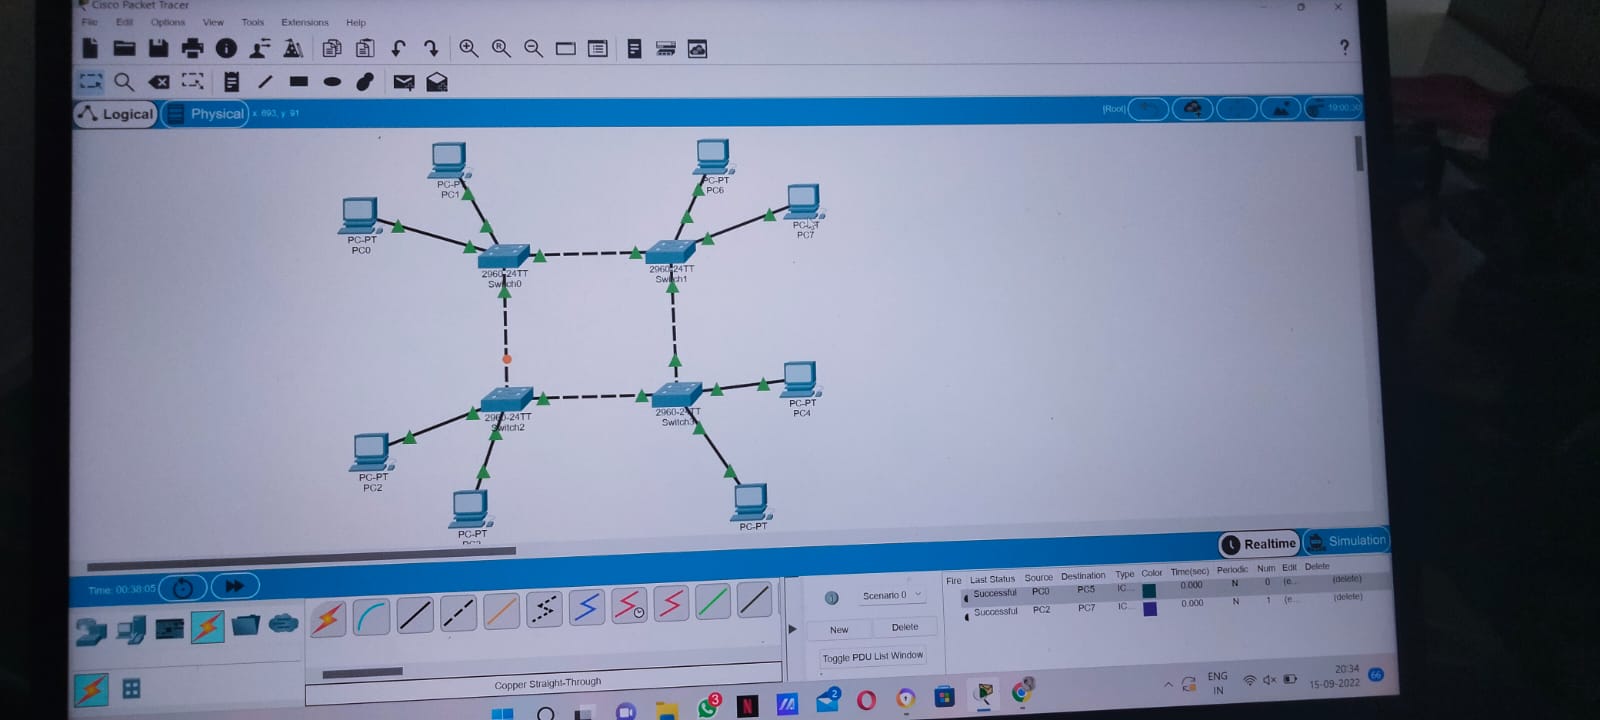 Cisco Packet Tracer
File Edit Options View Tools Extensions Help
?
Logical Physical x: 693, y: 91 [Root] 19:00:30
PC-PT
PC1
PC-PT
PC6
PC-PT
PC0
PC-PT
PC7
2960-24TT
Switch0
2960-24TT
Switch1
2960-24TT
Switch2
2960-24TT
Switch3
PC-PT
PC4
PC-PT
PC2
PC-PT
PC-PT
Realtime Simulation
Time: 00:38:05
Scenario 0
New Delete
Toggle PDU List Window
Fire Last Status Source Destination Type Color Time(sec) Periodic Num Edit Delete
Successful PC0 PC5 IC... 0.000 N 0 (e... (delete)
Successful PC2 PC7 IC... 0.000 N 1 (e... (delete)
Copper Straight-Through
3
2
ENG
IN
20:34
15-09-2022
66